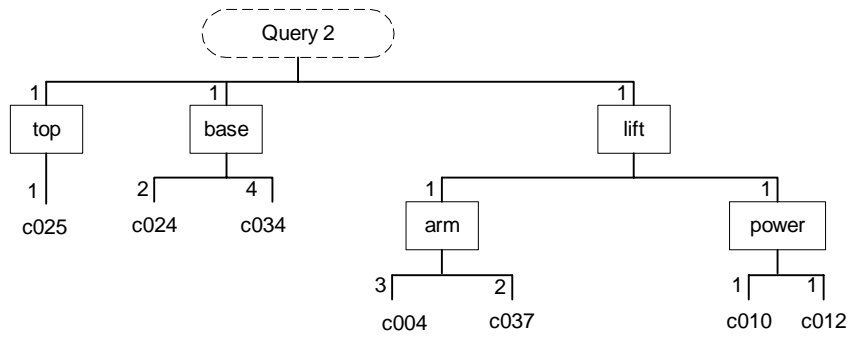 Query 2
1 1 1
top base lift
1 2 4 1 1
c025 c024 c034 arm power
3 2 1 1
c004 c037 c010 c012